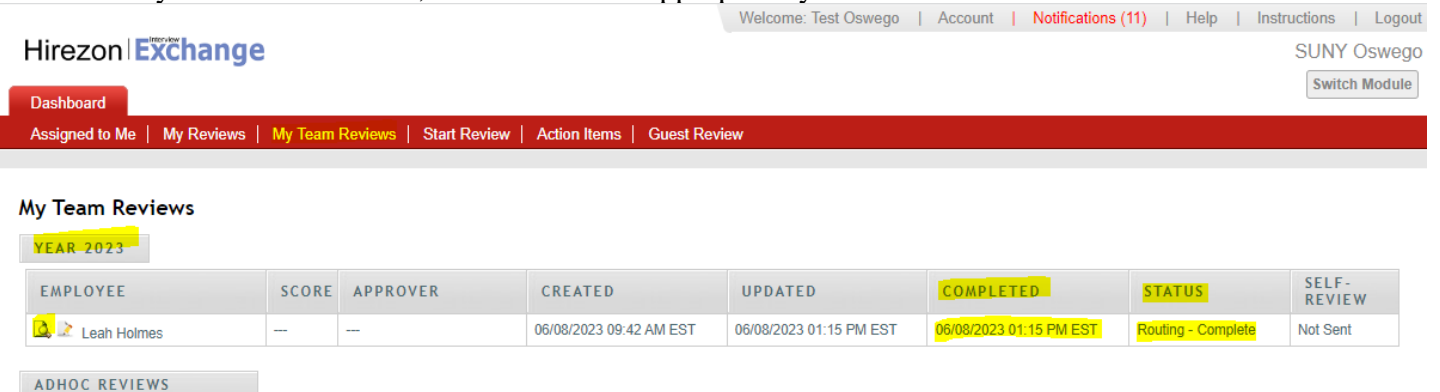 Welcome: Test Oswego | Account | Notifications (11) | Help | Instructions | Logout
Hirezon Interview Exchange
SUNY Oswego
Switch Module
Dashboard
Assigned to Me | My Reviews | My Team Reviews | Start Review | Action Items | Guest Review
My Team Reviews
YEAR 2023
EMPLOYEE SCORE APPROVER CREATED UPDATED COMPLETED STATUS SELF-REVIEW
Leah Holmes --- --- 06/08/2023 09:42 AM EST 06/08/2023 01:15 PM EST 06/08/2023 01:15 PM EST Routing - Complete Not Sent
ADHOC REVIEWS